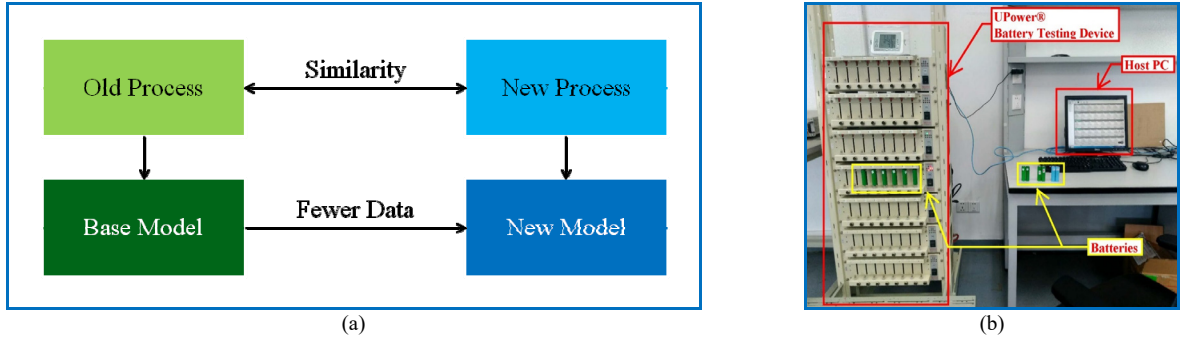 Old Process
Similarity
New Process
Base Model
Fewer Data
New Model
(a)
UPower®
Battery Testing Device
Host PC
Batteries
(b)